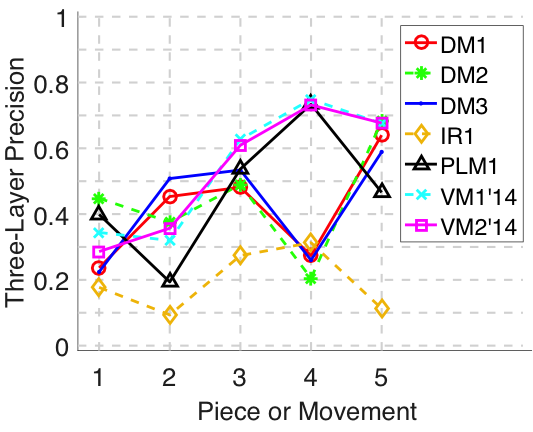 Three-Layer Precision
1
0.8
0.6
0.4
0.2
0
1 2 3 4 5
Piece or Movement
DM1
DM2
DM3
IR1
PLM1
VM1'14
VM2'14